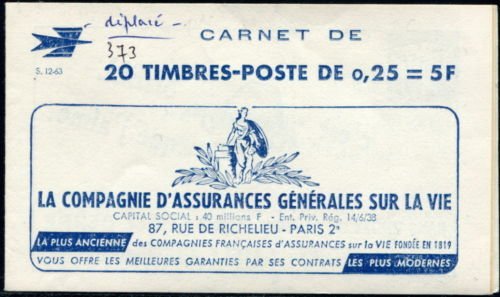 déplacé -
373
CARNET DE
S. 12-63
20 TIMBRES-POSTE DE 0,25 = 5F
LA COMPAGNIE D'ASSURANCES GÉNÉRALES SUR LA VIE
CAPITAL SOCIAL : 40 millions F - Ent. Priv. Rég. 14/6/38
87, RUE DE RICHELIEU - PARIS 2e
LA PLUS ANCIENNE des COMPAGNIES FRANÇAISES d'ASSURANCES sur la VIE FONDÉE EN 1819
VOUS OFFRE LES MEILLEURES GARANTIES PAR SES CONTRATS LES PLUS MODERNES